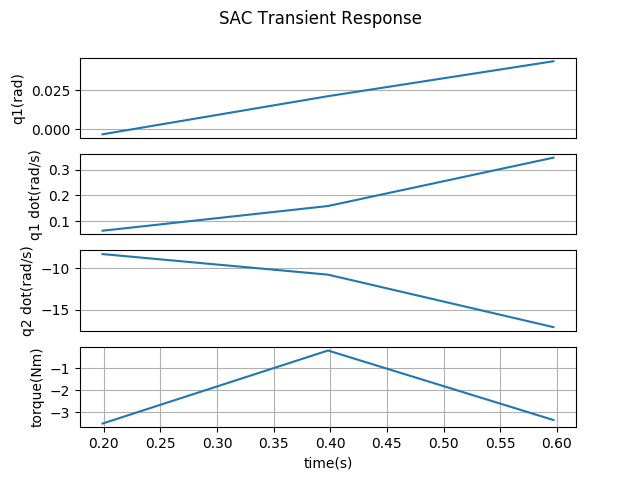 SAC Transient Response
q1(rad)
0.025
0.000
q1 dot(rad/s)
0.3
0.2
0.1
q2 dot(rad/s)
−10
−15
torque(Nm)
−1
−2
−3
0.20 0.25 0.30 0.35 0.40 0.45 0.50 0.55 0.60
time(s)